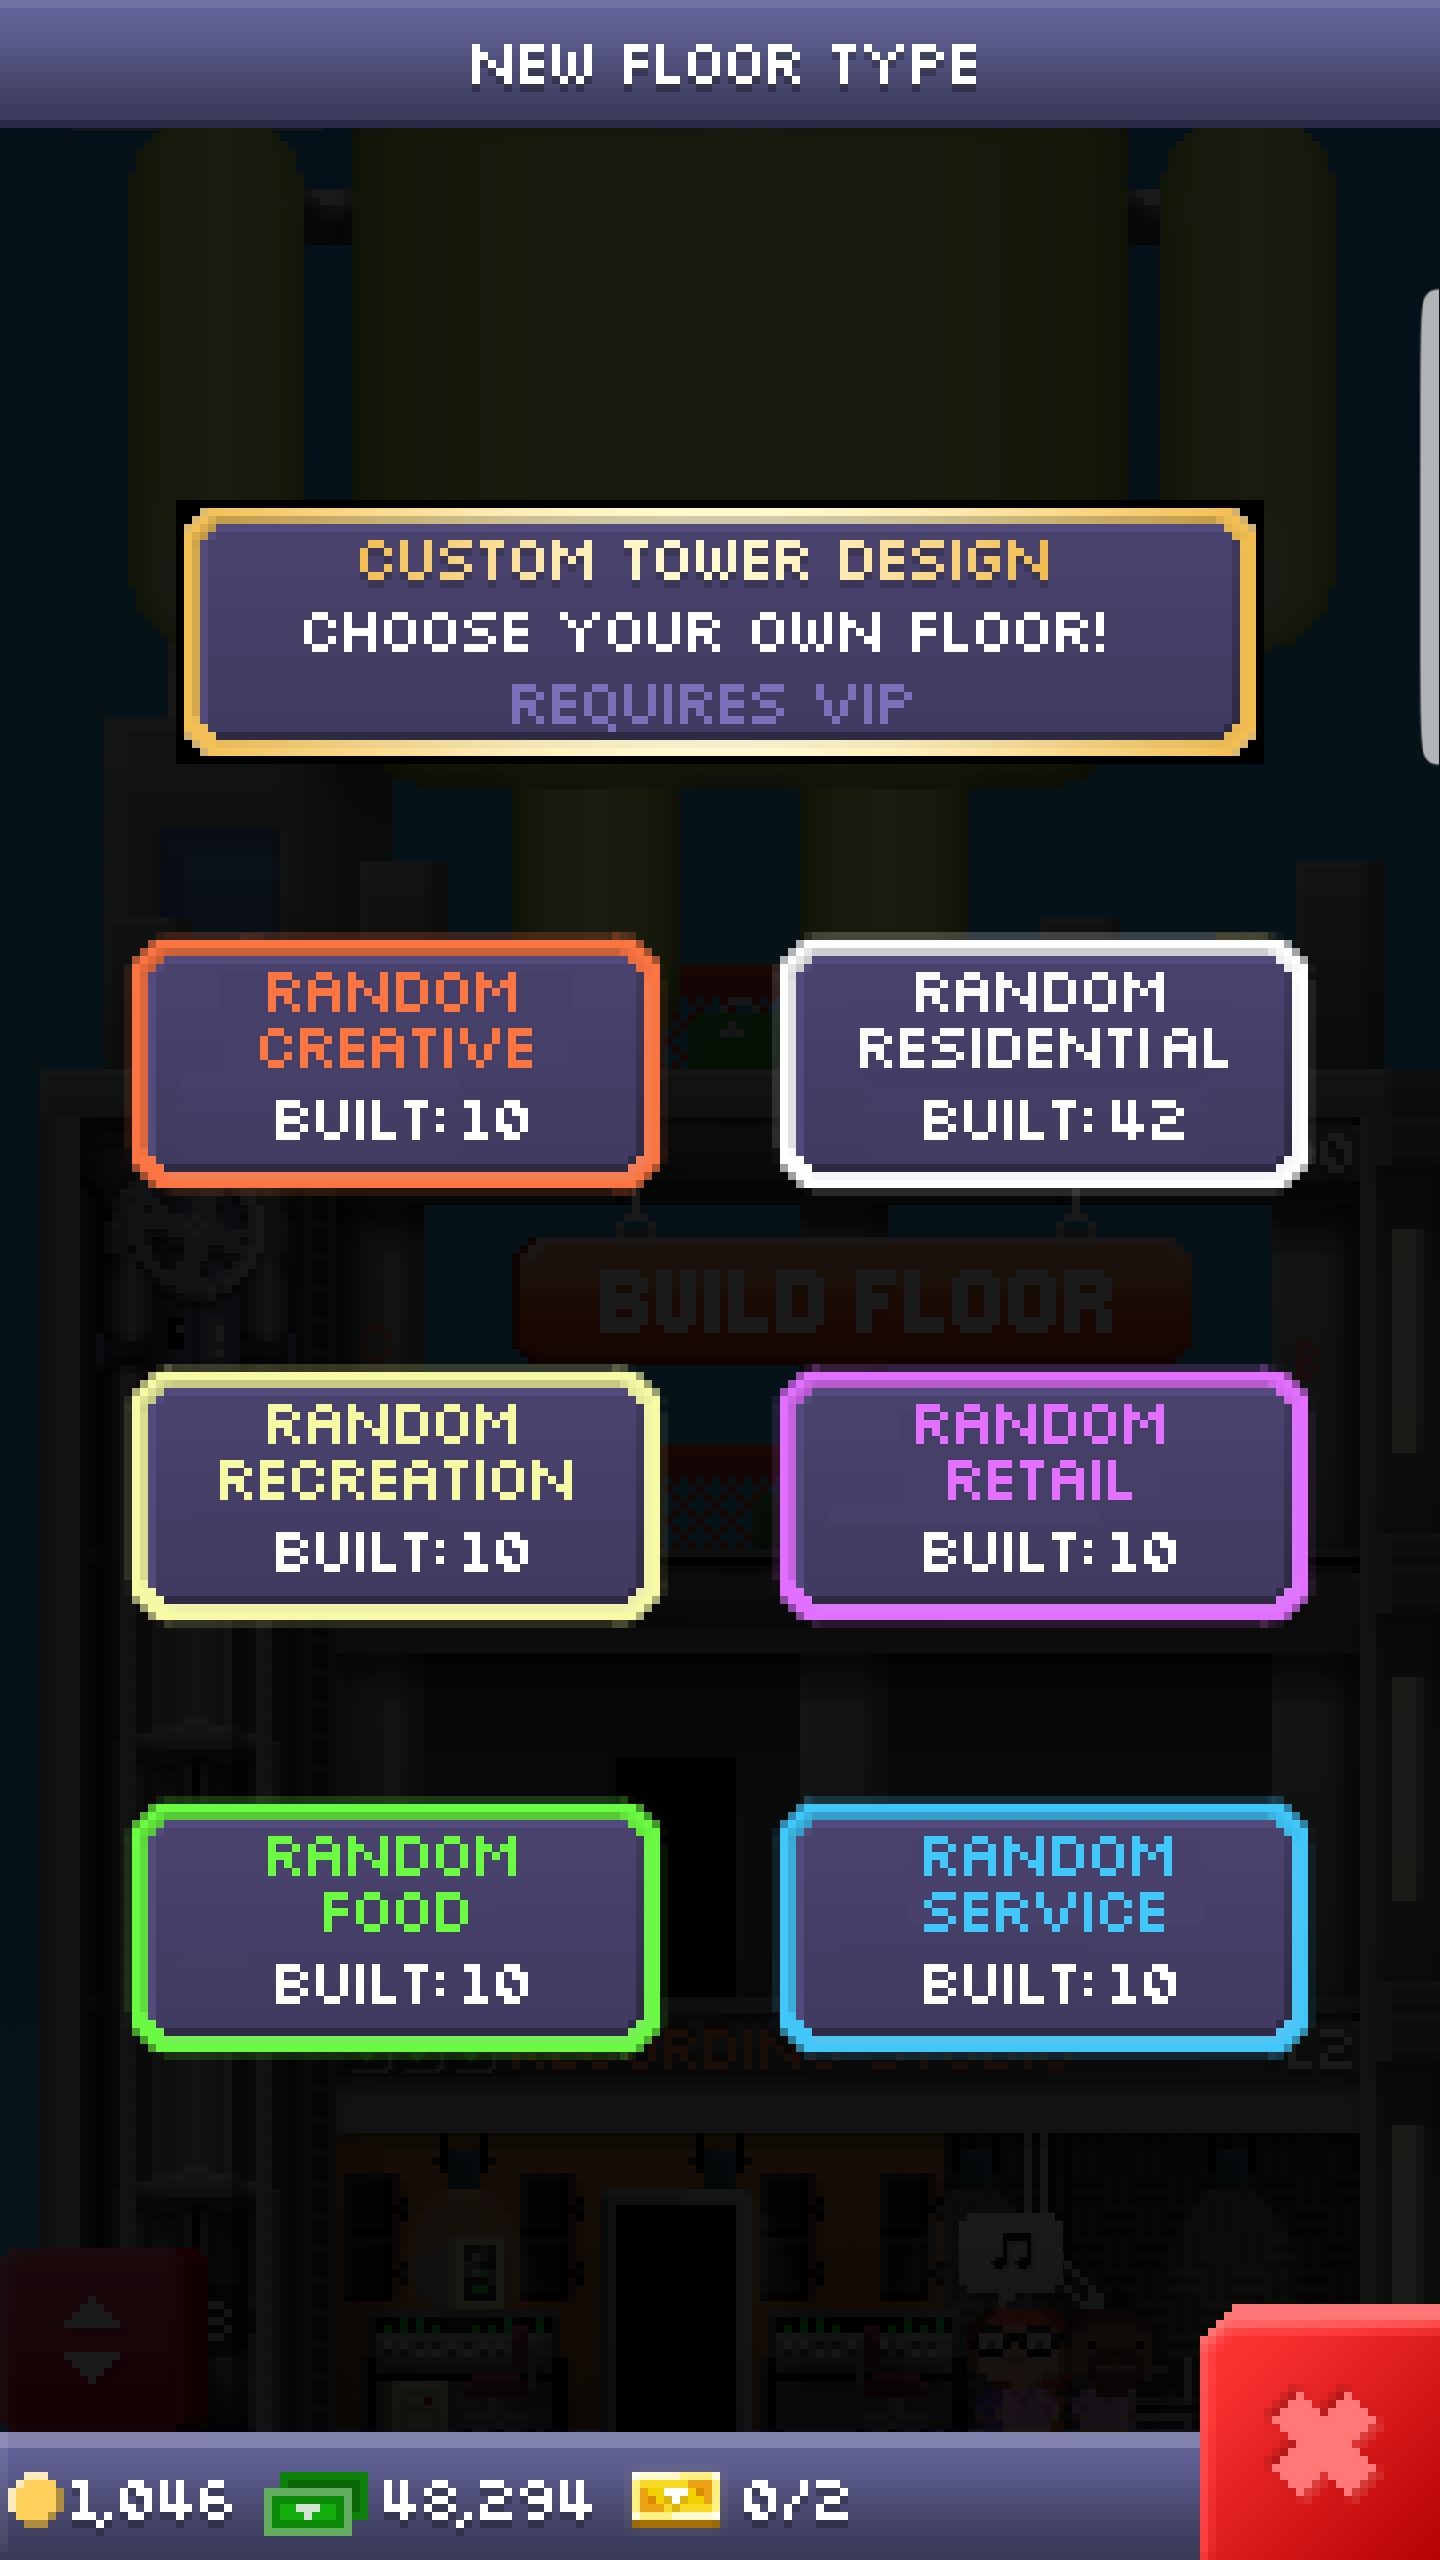 NEW FLOOR TYPE
CUSTOM TOWER DESIGN
CHOOSE YOUR OWN FLOOR!
REQUIRES VIP
RANDOM
CREATIVE
BUILT: 10
RANDOM
RESIDENTIAL
BUILT: 42
BUILD FLOOR
RANDOM
RECREATION
BUILT: 10
RANDOM
RETAIL
BUILT: 10
RANDOM
FOOD
BUILT: 10
RANDOM
SERVICE
BUILT: 10
1,046 48,294 0/2